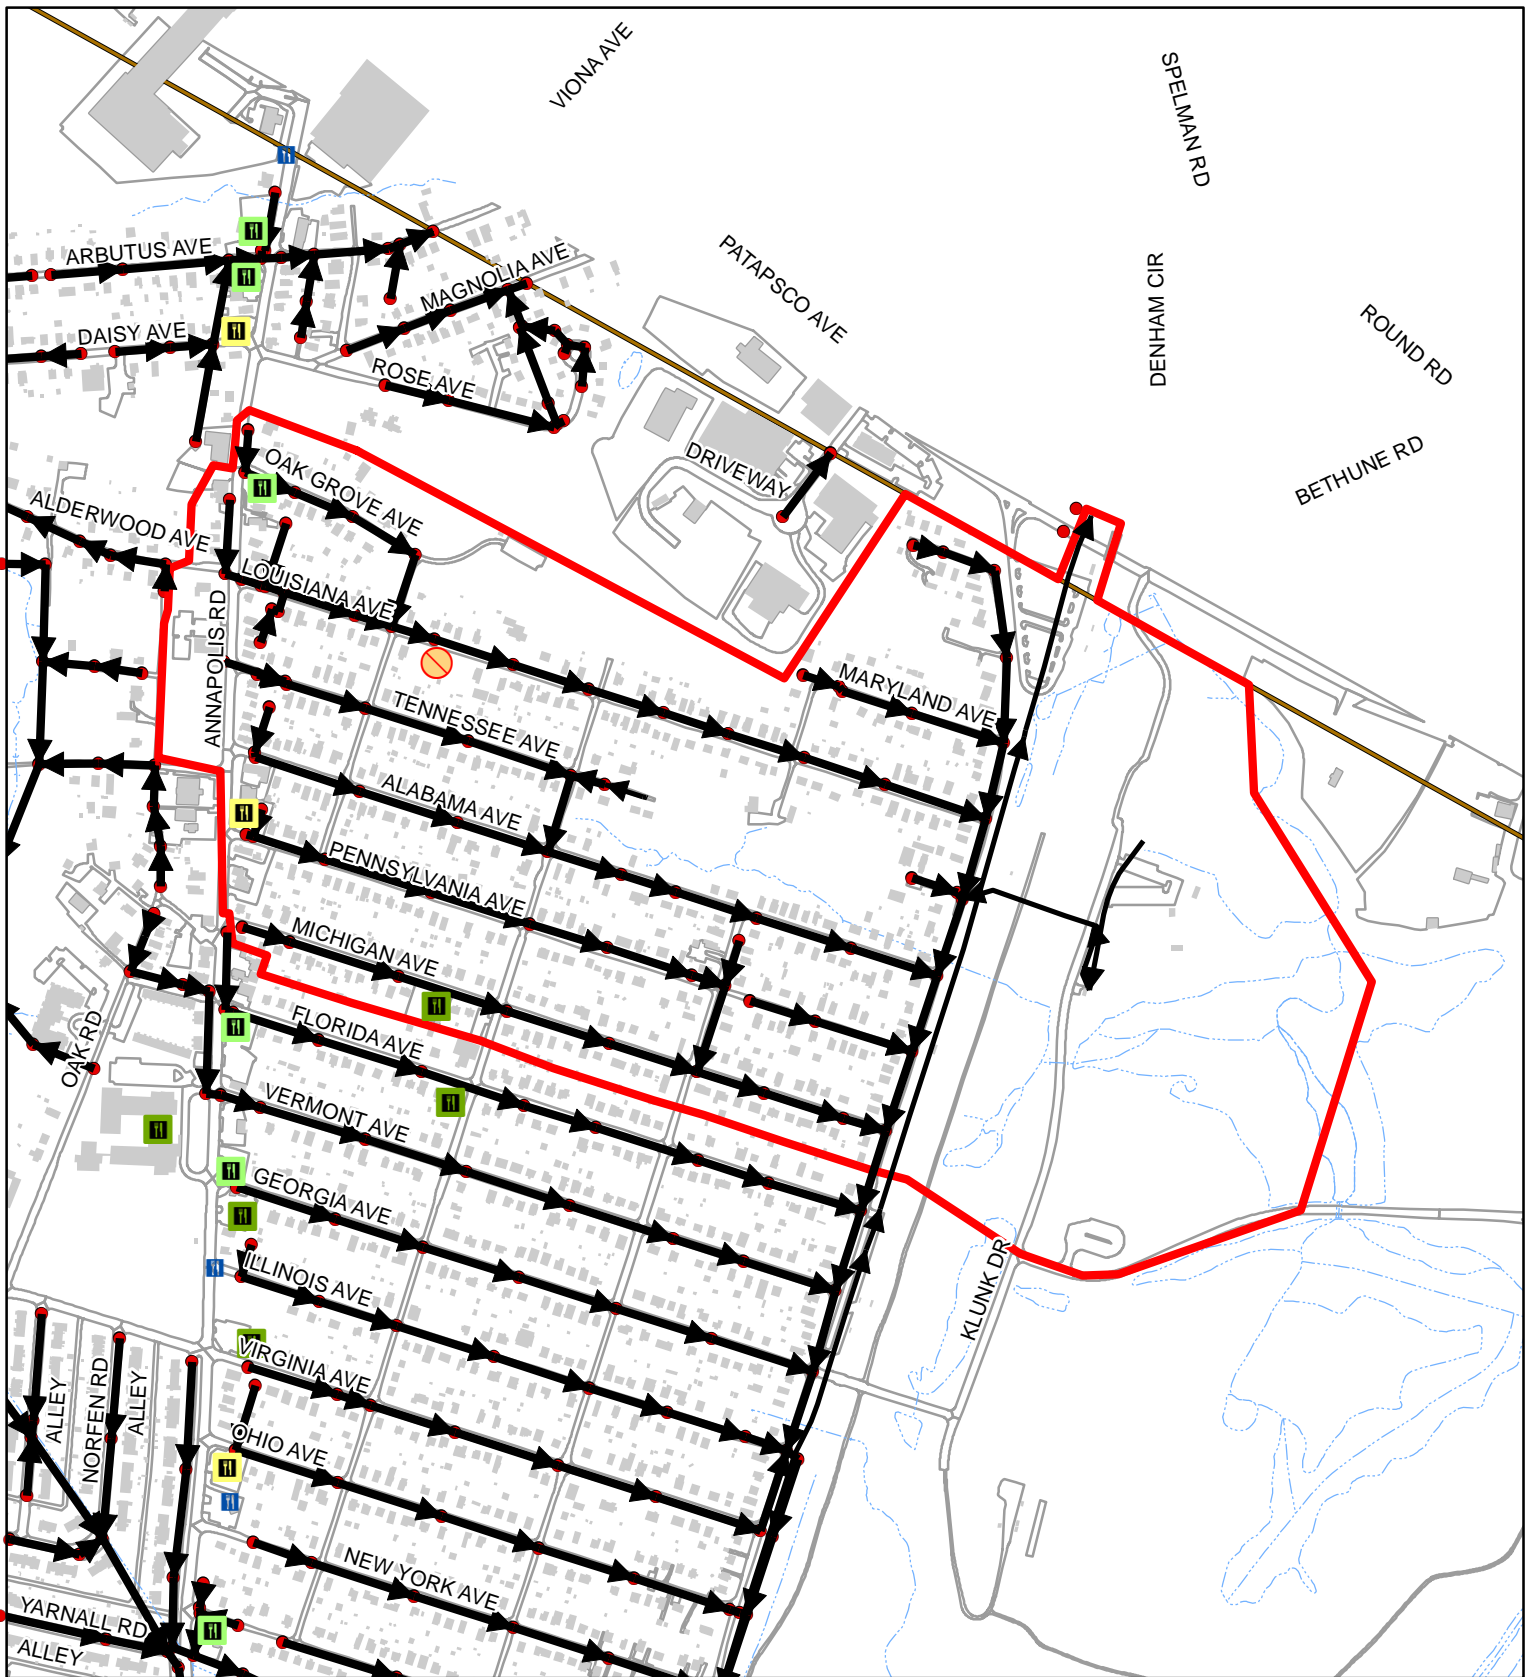 VIONA AVE
SPELMAN RD
ARBUTUS AVE
MAGNOLIA AVE
PATAPSCO AVE
DENHAM CIR
ROUND RD
DAISY AVE
ROSE AVE
BETHUNE RD
OAK GROVE AVE
DRIVEWAY
ALDERWOOD AVE
LOUISIANA AVE
ANNAPOLIS RD
MARYLAND AVE
TENNESSEE AVE
ALABAMA AVE
PENNSYLVANIA AVE
MICHIGAN AVE
FLORIDA AVE
OAK RD
VERMONT AVE
GEORGIA AVE
KLUNK DR
ILLINOIS AVE
VIRGINIA AVE
ALLEY
NORFEN RD
ALLEY
OHIO AVE
NEW YORK AVE
YARNALL RD
ALLEY